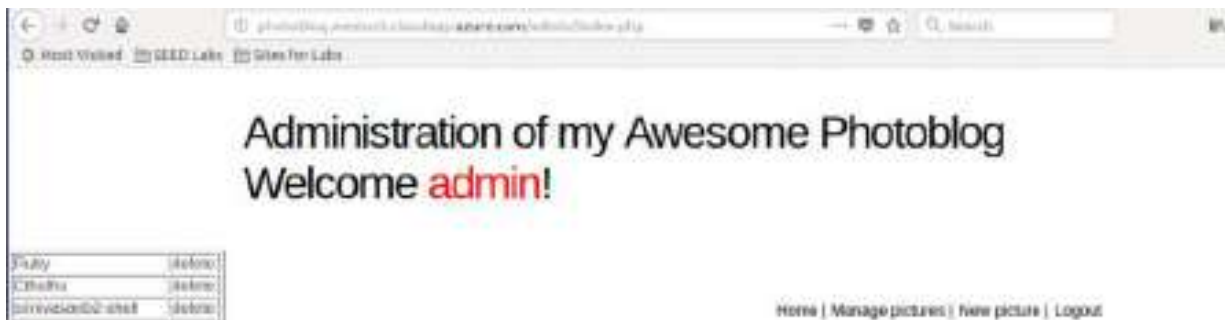 Search
Most Visited SEED Labs Sites for Labs
Administration of my Awesome Photoblog
Welcome admin!
Ruby delete
Cthulhu delete
delete
Home | Manage pictures | New picture | Logout